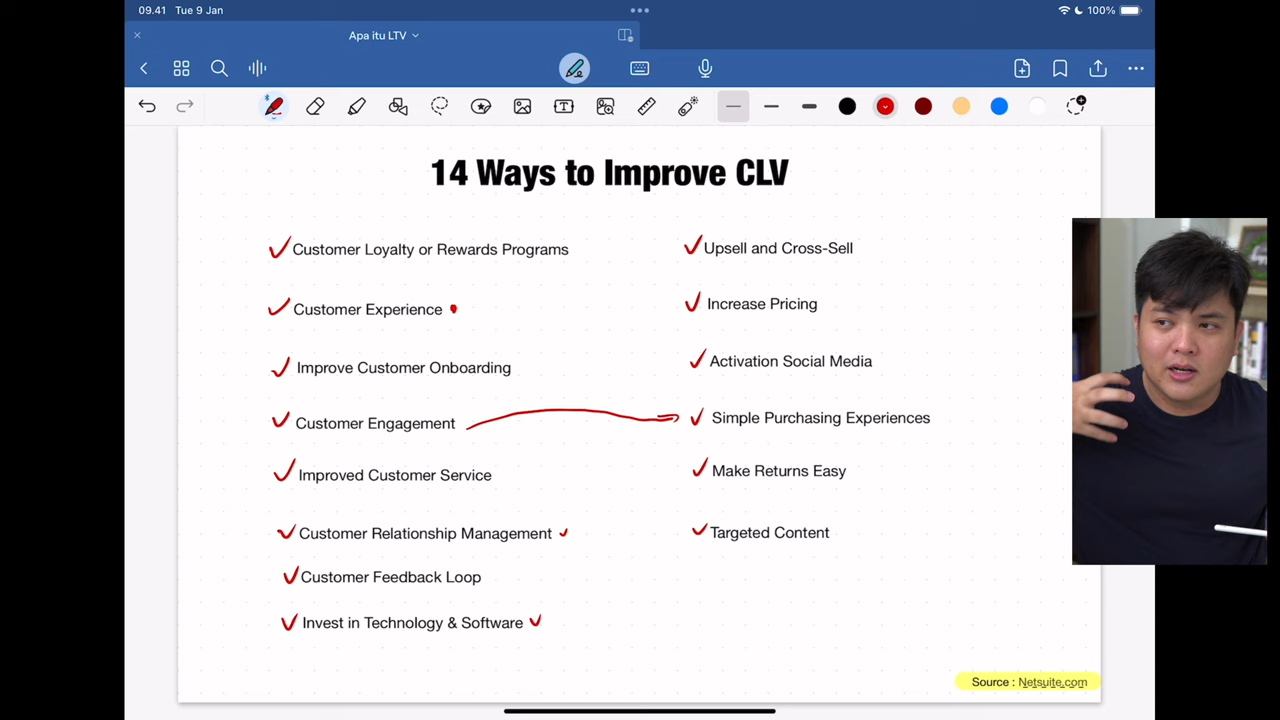 09.41 Tue 9 Jan
100%
Apa itu LTV
14 Ways to Improve CLV
Customer Loyalty or Rewards Programs
Customer Experience
Improve Customer Onboarding
Customer Engagement
Improved Customer Service
Customer Relationship Management
Customer Feedback Loop
Invest in Technology & Software
Upsell and Cross-Sell
Increase Pricing
Activation Social Media
Simple Purchasing Experiences
Make Returns Easy
Targeted Content
Source : Netsuite.com